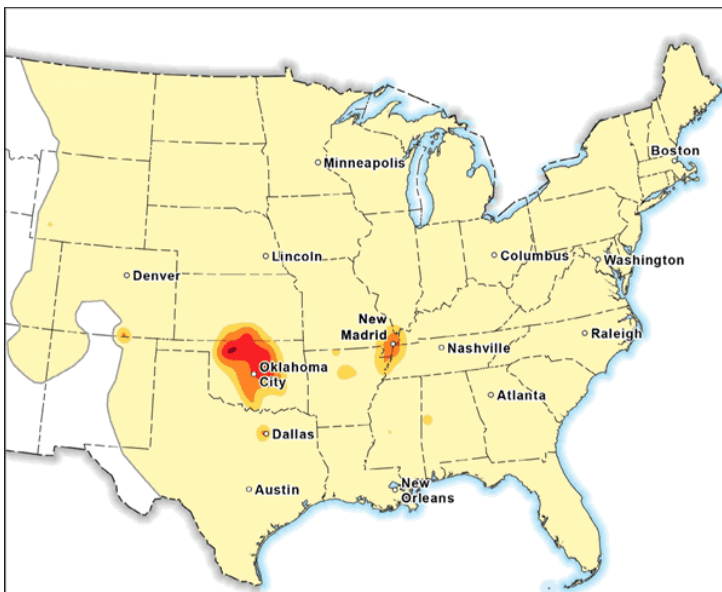 Boston
Minneapolis
Lincoln
Columbus
Washington
Denver
New
Madrid
Raleigh
Nashville
Oklahoma
City
Atlanta
Dallas
Austin
New
Orleans